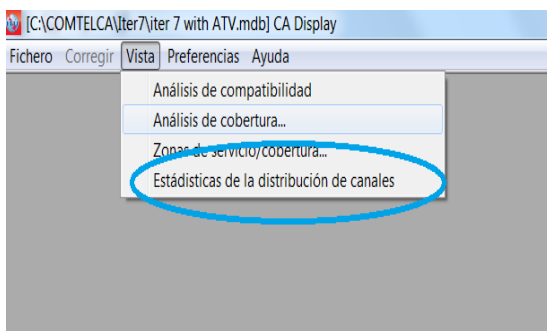 [C:\COMTELCA\Iter7\iter 7 with ATV.mdb] CA Display
Fichero Corregir Vista Preferencias Ayuda
Análisis de compatibilidad
Análisis de cobertura...
Zonas de servicio/cobertura...
Estádisticas de la distribución de canales